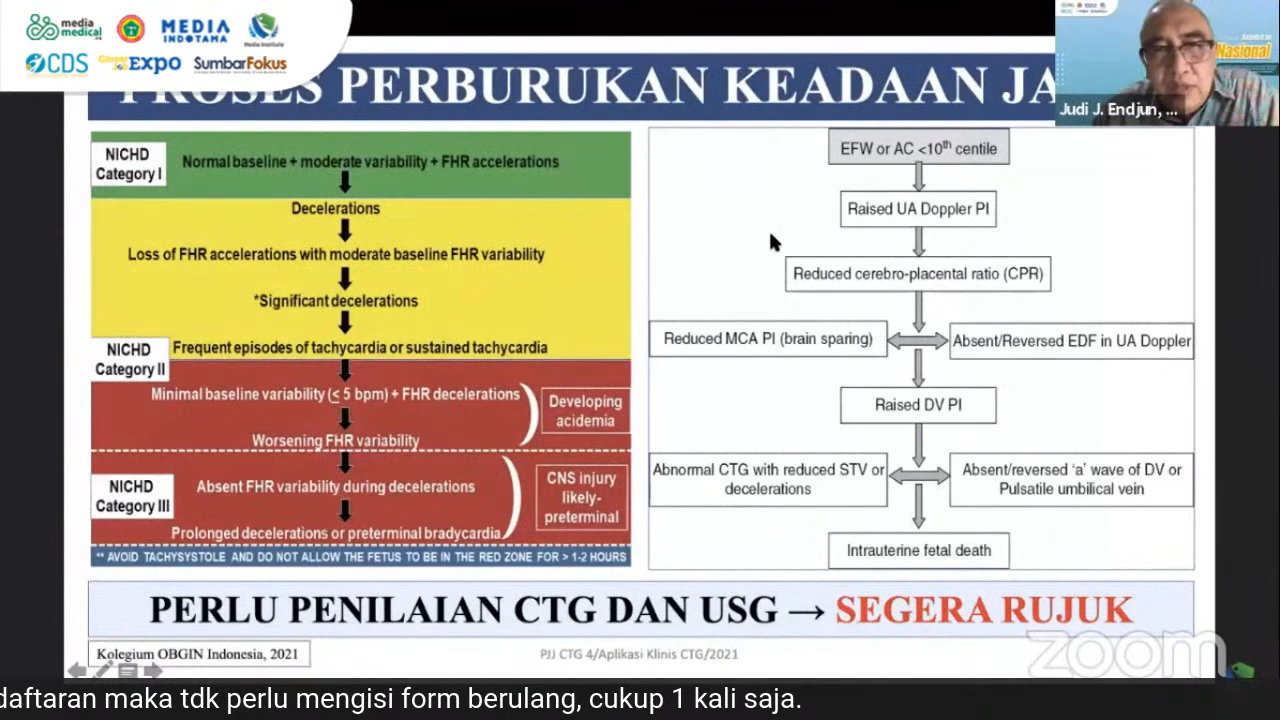 media
medical
MEDIA
INDOTAMA
Media Institute
CDS
EXPO
SumbarFokus
Nasional
Judi J. Endjun, ...
PROSES PERBURUKAN KEADAAN JA
NICHD
Category I
Normal baseline + moderate variability + FHR accelerations
Decelerations
Loss of FHR accelerations with moderate baseline FHR variability
*Significant decelerations
Frequent episodes of tachycardia or sustained tachycardia
NICHD
Category II
Minimal baseline variability (≤ 5 bpm) + FHR decelerations
Developing
acidemia
Worsening FHR variability
NICHD
Category III
Absent FHR variability during decelerations
CNS injury
likely-
preterminal
Prolonged decelerations or preterminal bradycardia
** AVOID TACHYSYSTOLE AND DO NOT ALLOW THE FETUS TO BE IN THE RED ZONE FOR > 1-2 HOURS
EFW or AC <10th centile
Raised UA Doppler PI
Reduced cerebro-placental ratio (CPR)
Reduced MCA PI (brain sparing)
Absent/Reversed EDF in UA Doppler
Raised DV PI
Abnormal CTG with reduced STV or
decelerations
Absent/reversed ‘a’ wave of DV or
Pulsatile umbilical vein
Intrauterine fetal death
PERLU PENILAIAN CTG DAN USG → SEGERA RUJUK
Kolegium OBGIN Indonesia, 2021
PJJ CTG 4/Aplikasi Klinis CTG/2021
zoom
daftaran maka tdk perlu mengisi form berulang, cukup 1 kali saja.